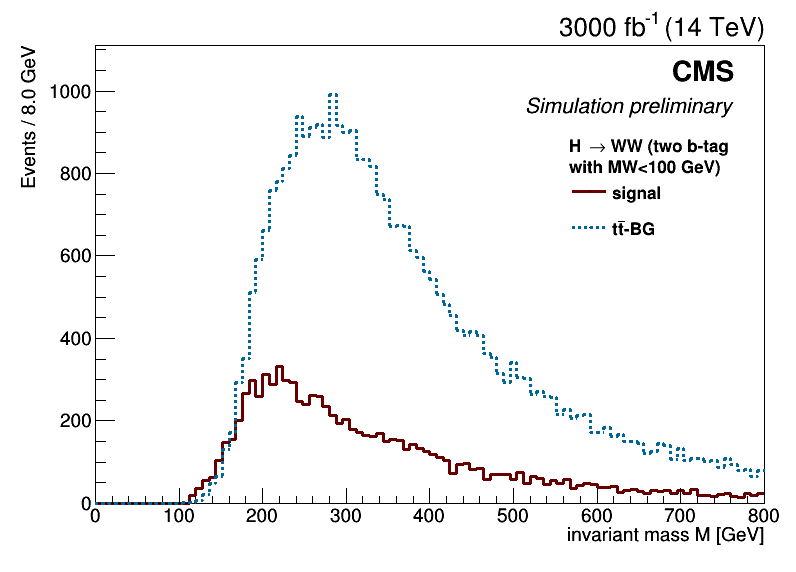 3000 fb-1 (14 TeV)
CMS
Simulation preliminary
H → WW (two b-tag
with MW<100 GeV)
signal
tt̄-BG
Events / 8.0 GeV
1000
800
600
400
200
0
0 100 200 300 400 500 600 700 800
invariant mass M [GeV]